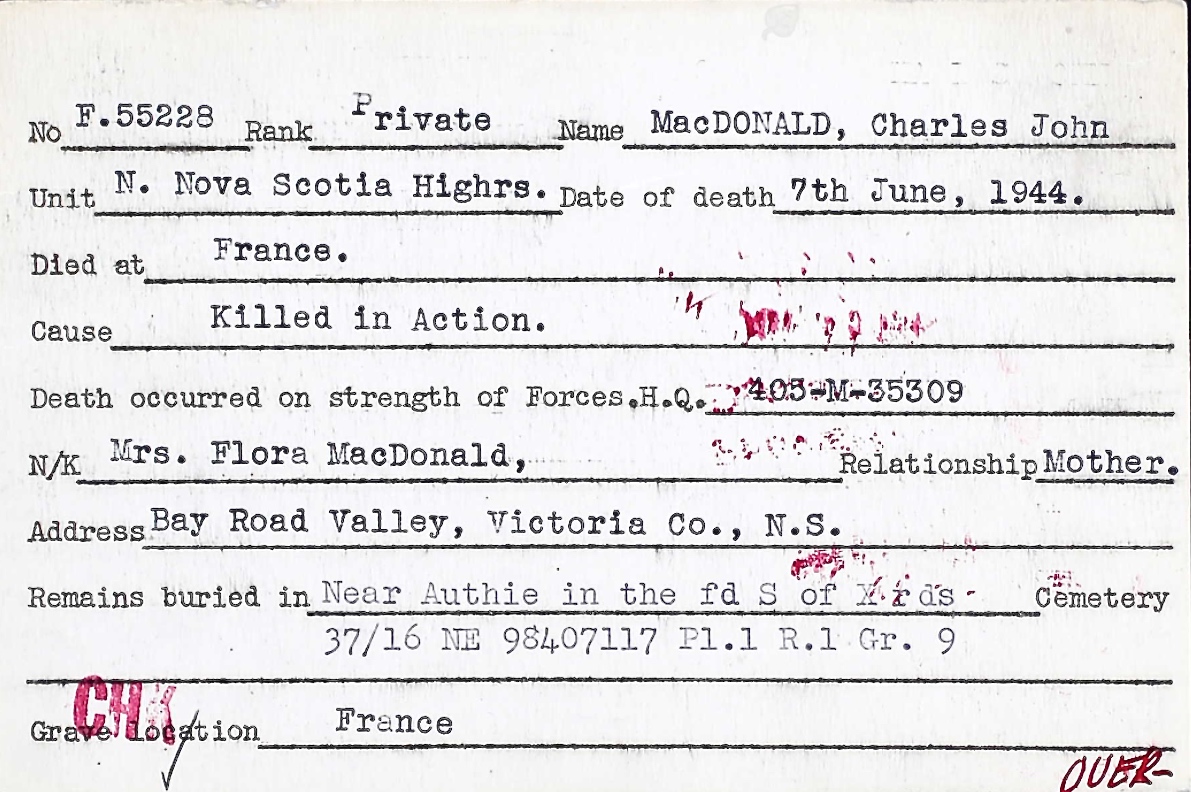 No F.55228 Rank Private Name MacDONALD, Charles John
Unit N. Nova Scotia Highrs. Date of death 7th June, 1944.
Died at France.
Cause Killed in Action.
Death occurred on strength of Forces.H.Q. 405-M-35309
N/K Mrs. Flora MacDonald, Relationship Mother.
Address Bay Road Valley, Victoria Co., N.S.
Remains buried in Near Authie in the fd S of X rds- Cemetery
37/16 NE 98407117 Pl.1 R.1 Gr. 9
CHK
Grave location France
OVER-